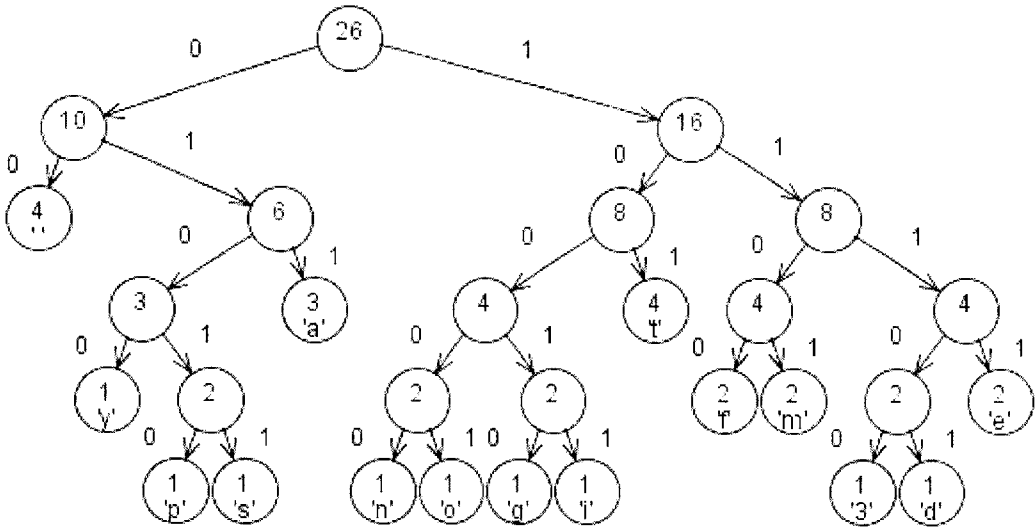 26
0 1
10 16
0 1 0 1
4 6 8 8
' '
0 1 0 1 0 1
3 3 4 4 4 4
'a' 't'
0 1 0 1 0 1 0 1
1 2 2 2 2 2 2 2
'y' 'f' 'm' 'e'
0 1 0 1 0 1 0 1
1 1 1 1 1 1 1 1
'p' 's' 'n' 'o' 'g' 'i' '3' 'd'